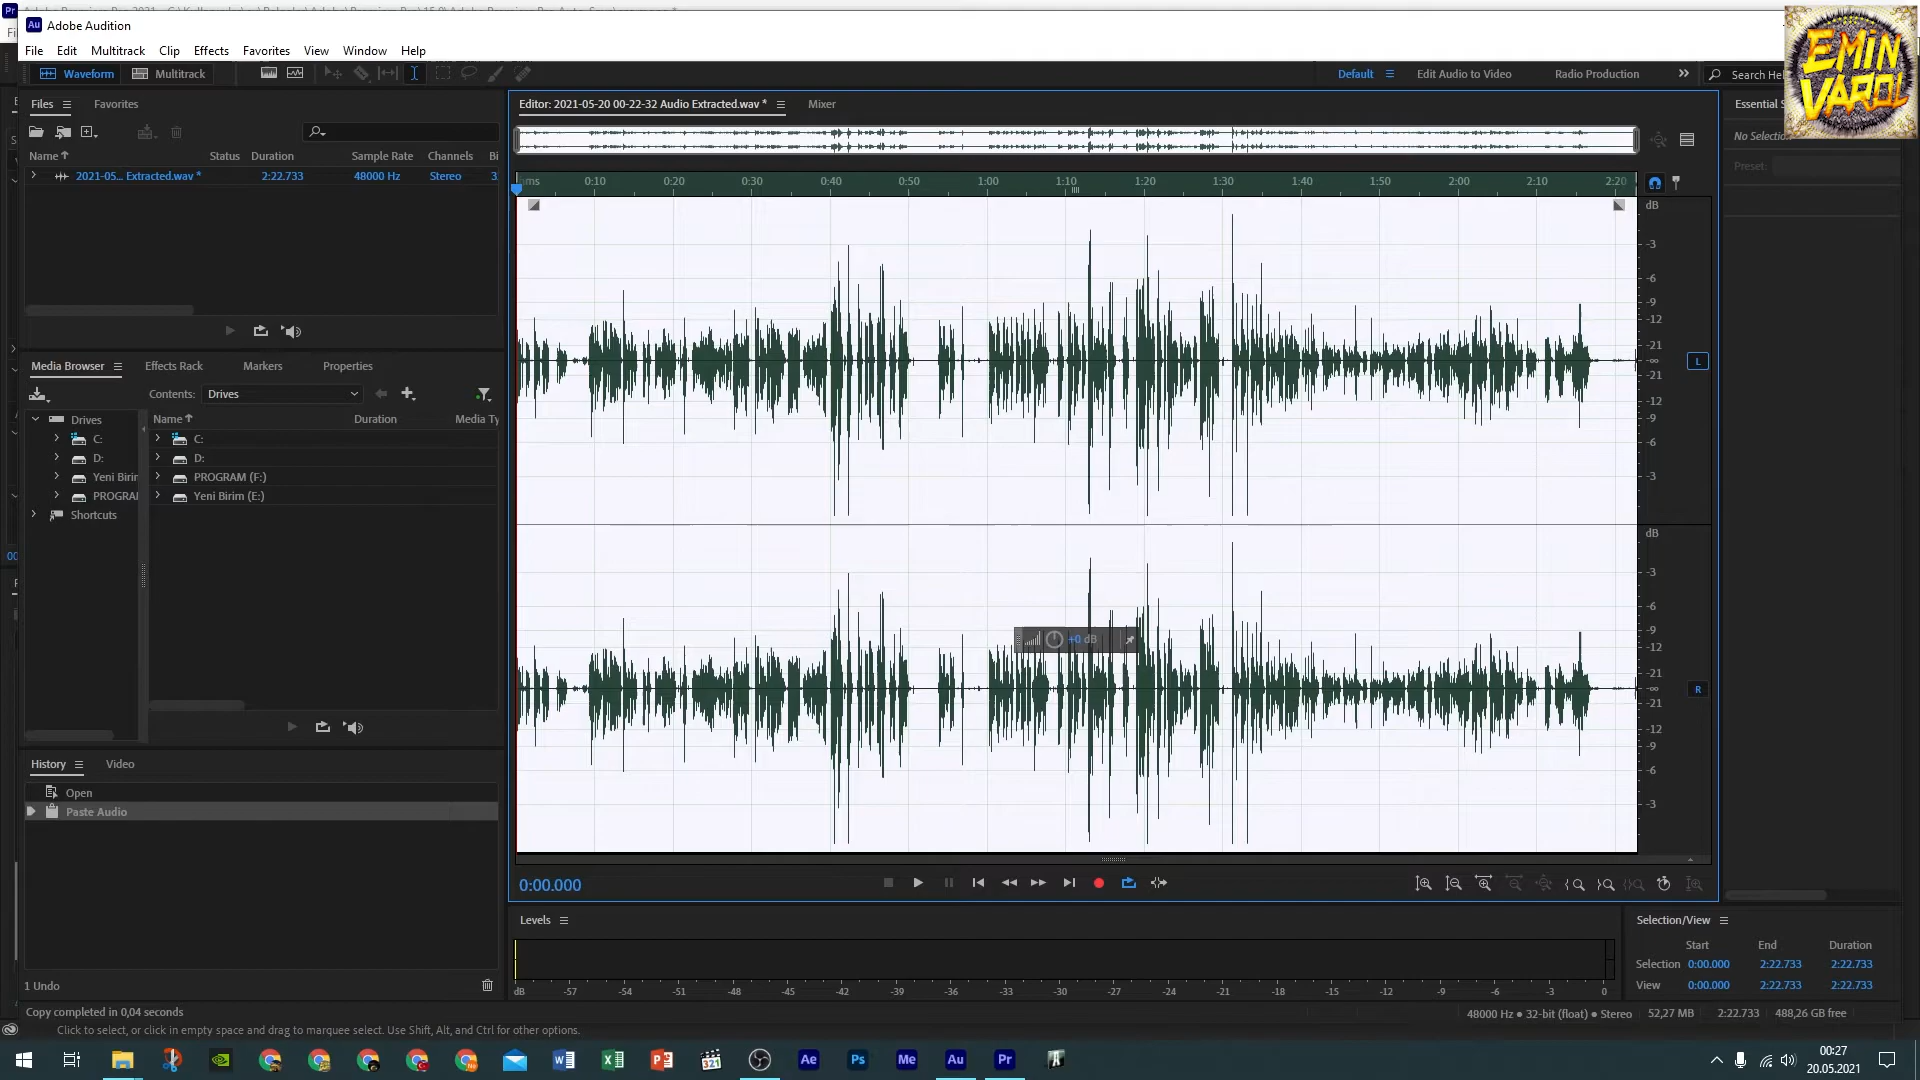 Adobe Audition
File Edit Multitrack Clip Effects Favorites View Window Help
Waveform Multitrack Default Edit Audio to Video Radio Production Search Hel
EMIN
VAROL
Files Favorites
Editor: 2021-05-20 00-22-32 Audio Extracted.wav * Mixer
Essential S
No Selection
Preset:
Name Status Duration Sample Rate Channels Bi
2021-05... Extracted.wav * 2:22.733 48000 Hz Stereo 3
hms 0:10 0:20 0:30 0:40 0:50 1:00 1:10 1:20 1:30 1:40 1:50 2:00 2:10 2:20
dB
-3
-6
-9
-12
-21
-∞
-21
-12
-9
-6
-3
L
dB
-3
-6
-9
-12
-21
-∞
-21
-12
-9
-6
-3
R
+0 dB
Media Browser Effects Rack Markers Properties
Contents: Drives
Drives
C:
D:
Yeni Birir
PROGRA
Shortcuts
Name Duration Media Ty
C:
D:
PROGRAM (F:)
Yeni Birim (E:)
History Video
Open
Paste Audio
1 Undo
0:00.000
Levels
dB -57 -54 -51 -48 -45 -42 -39 -36 -33 -30 -27 -24 -21 -18 -15 -12 -9 -6 -3 0
Selection/View
Start End Duration
Selection 0:00.000 2:22.733 2:22.733
View 0:00.000 2:22.733 2:22.733
Copy completed in 0,04 seconds
48000 Hz • 32-bit (float) • Stereo 52,27 MB 2:22.733 488,26 GB free
Click to select, or click in empty space and drag to marquee select. Use Shift, Alt, and Ctrl for other options.
321 Ae Ps Me Au Pr
00:27
20.05.2021